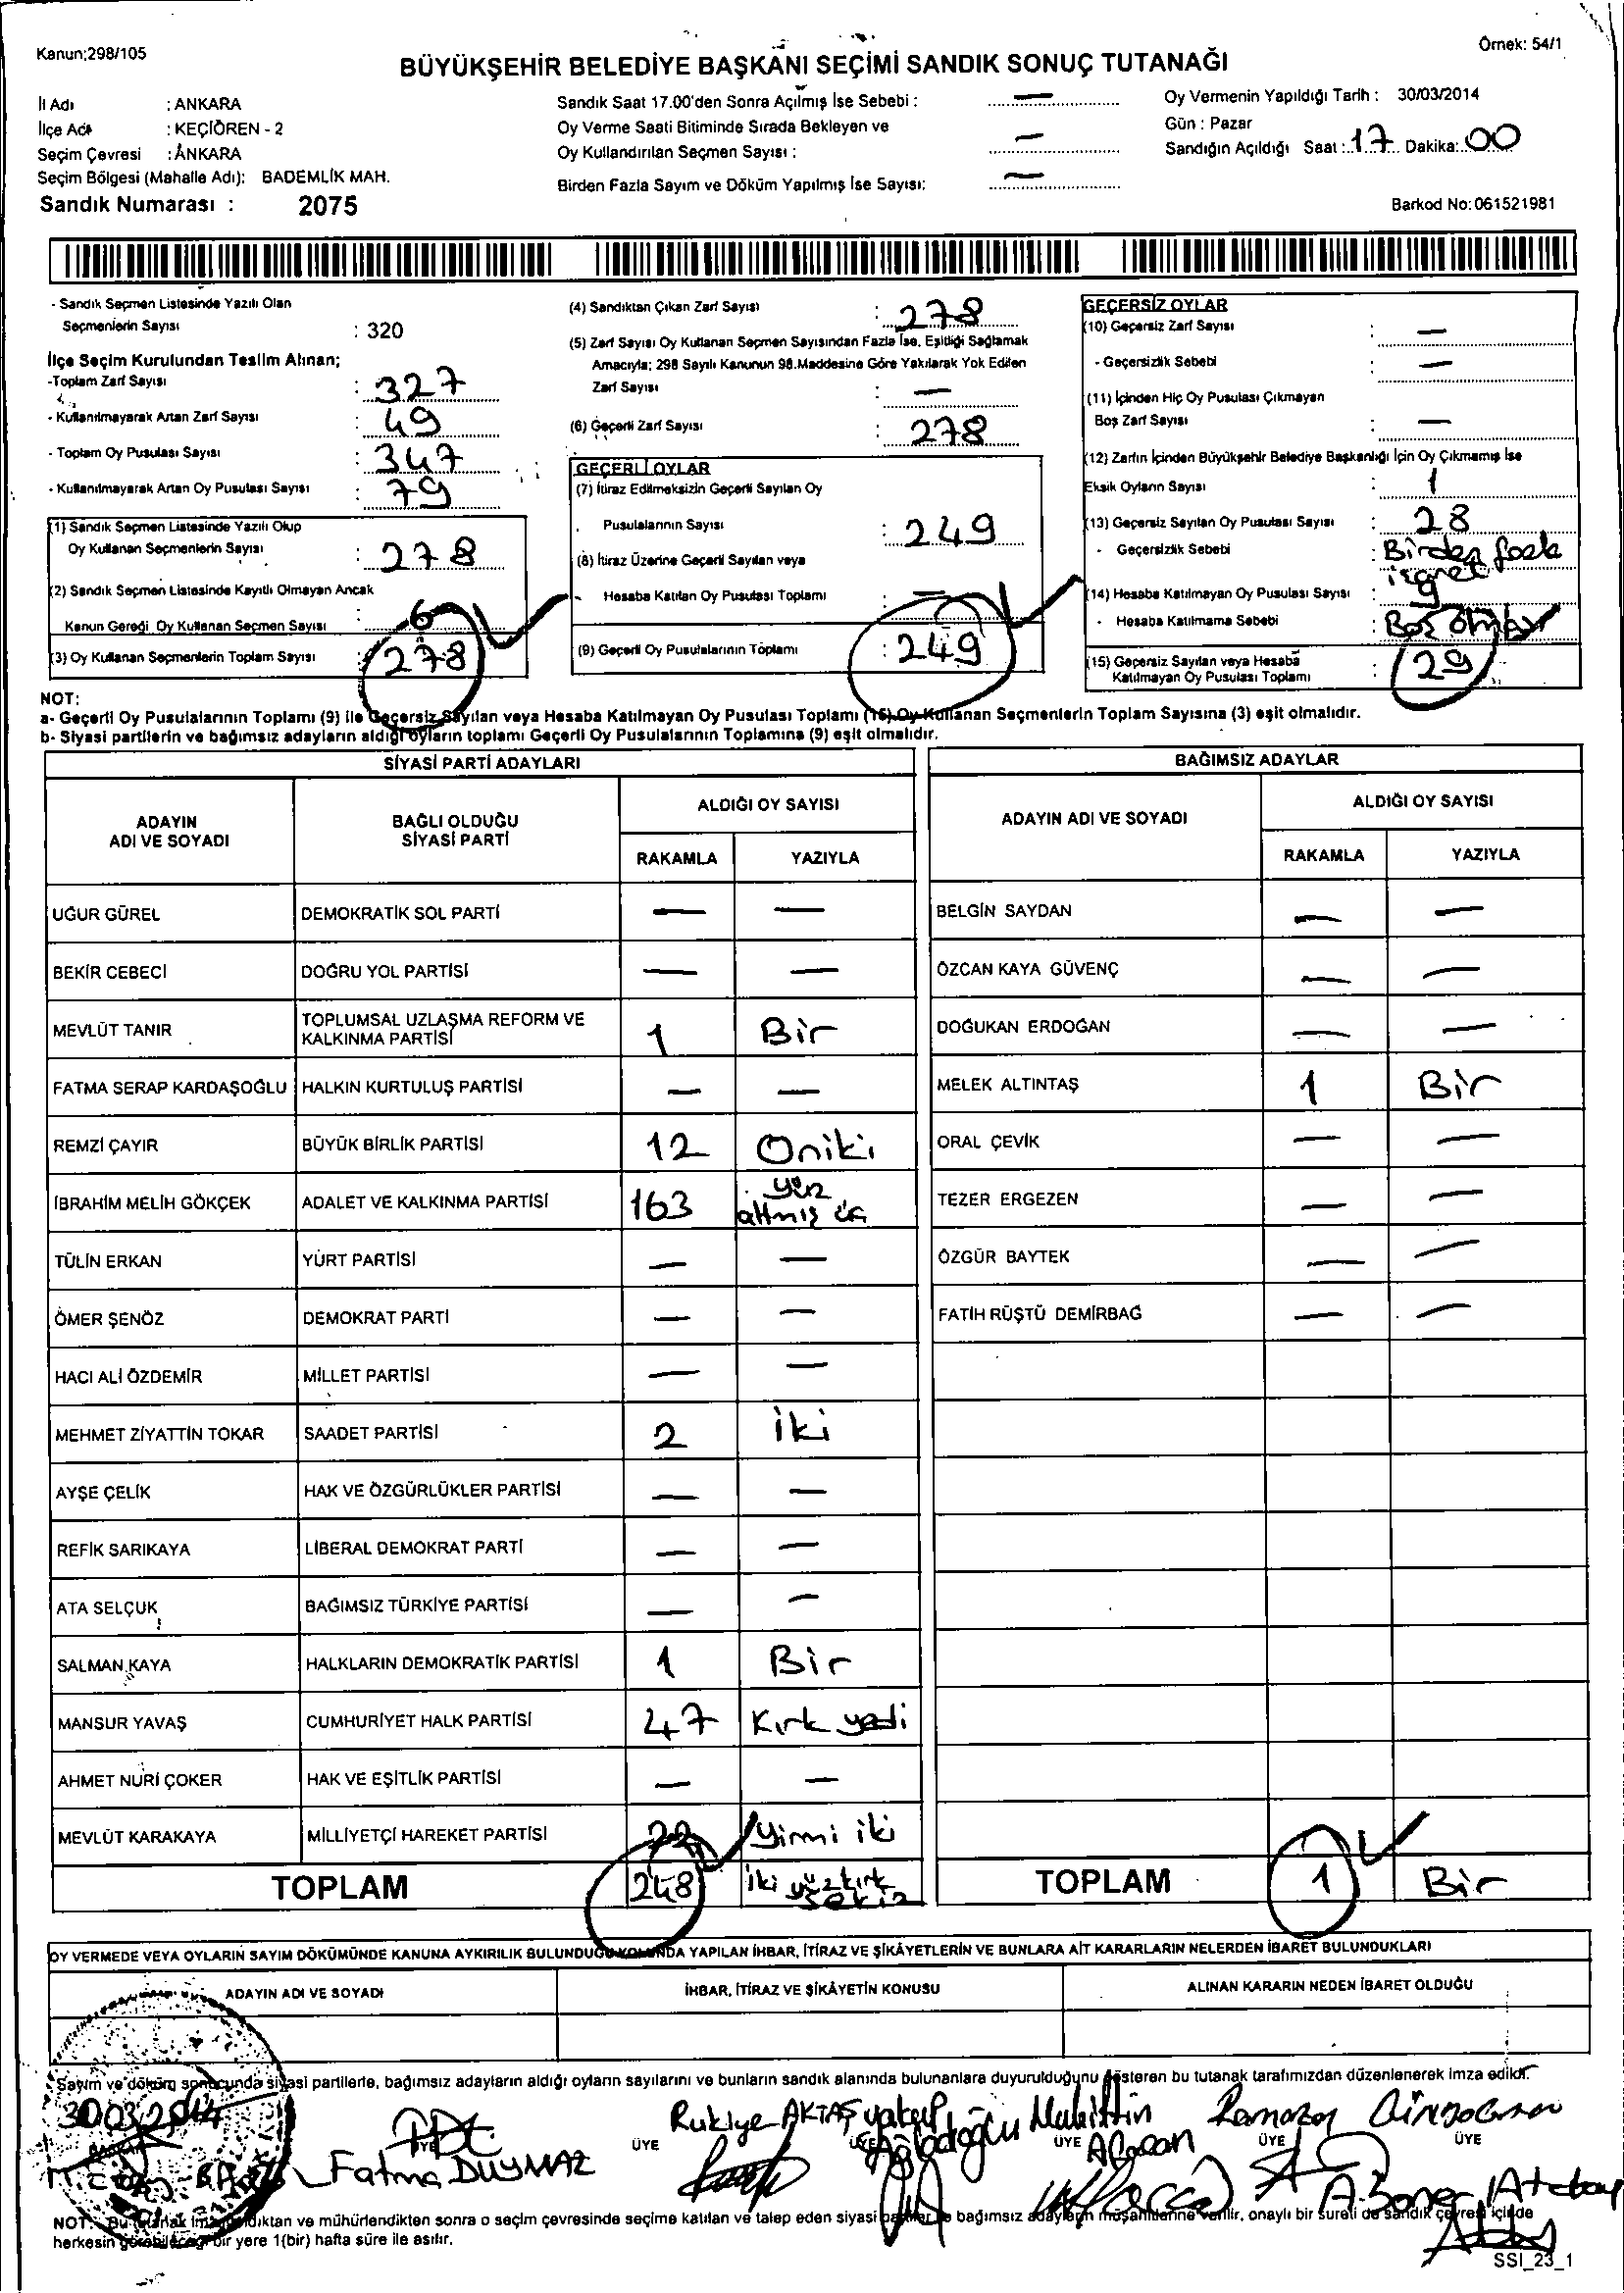 Kanun:298/105
Örnek: 54/1
BÜYÜKŞEHİR BELEDİYE BAŞKANI SEÇİMİ SANDIK SONUÇ TUTANAĞI
İl Adı : ANKARA
İlçe Adı : KEÇİÖREN - 2
Seçim Çevresi : ANKARA
Seçim Bölgesi (Mahalle Adı): BADEMLİK MAH.
Sandık Numarası : 2075
Sandık Saat 17.00'den Sonra Açılmış İse Sebebi : —
Oy Verme Saati Bitiminde Sırada Bekleyen ve
Oy Kullandırılan Seçmen Sayısı : —
Birden Fazla Sayım ve Döküm Yapılmış İse Sayısı: —
Oy Vermenin Yapıldığı Tarih : 30/03/2014
Gün : Pazar
Sandığın Açıldığı Saat : 17 Dakika: 00
Barkod No: 061521981
- Sandık Seçmen Listesinde Yazılı Olan
Seçmenlerin Sayısı : 320
İlçe Seçim Kurulundan Teslim Alınan;
-Toplam Zarf Sayısı : 327
- Kullanılmayarak Artan Zarf Sayısı : 49
- Toplam Oy Pusulası Sayısı : 347
- Kullanılmayarak Artan Oy Pusulası Sayısı : 79
(1) Sandık Seçmen Listesinde Yazılı Olup
Oy Kullanan Seçmenlerin Sayısı : 278
(2) Sandık Seçmen Listesinde Kayıtlı Olmayan Ancak
Kanun Gereği Oy Kullanan Seçmen Sayısı : 6
(3) Oy Kullanan Seçmenlerin Toplam Sayısı : 278
(4) Sandıktan Çıkan Zarf Sayısı : 278
(5) Zarf Sayısı Oy Kullanan Seçmen Sayısından Fazla İse, Eşitliği Sağlamak
Amacıyla; 298 Sayılı Kanunun 98.Maddesine Göre Yakılarak Yok Edilen
Zarf Sayısı : —
(6) Geçerli Zarf Sayısı : 278
GEÇERLİ OYLAR
(7) İtiraz Edilmeksizin Geçerli Sayılan Oy
Pusulalarının Sayısı : 249
(8) İtiraz Üzerine Geçerli Sayılan veya
Hesaba Katılan Oy Pusulası Toplamı : —
(9) Geçerli Oy Pusulalarının Toplamı : 249
GEÇERSİZ OYLAR
(10) Geçersiz Zarf Sayısı : —
- Geçersizlik Sebebi : —
(11) İçinden Hiç Oy Pusulası Çıkmayan
Boş Zarf Sayısı : —
(12) Zarfın İçinden Büyükşehir Belediye Başkanlığı İçin Oy Çıkmamış İse
Eksik Oyların Sayısı : 1
(13) Geçersiz Sayılan Oy Pusulası Sayısı : 28
- Geçersizlik Sebebi : Birden fazla
işaret
(14) Hesaba Katılmayan Oy Pusulası Sayısı : 9
- Hesaba Katılmama Sebebi : Boş
(15) Geçersiz Sayılan veya Hesaba
Katılmayan Oy Pusulası Toplamı : 29
NOT:
a- Geçerli Oy Pusulalarının Toplamı (9) ile Geçersiz Sayılan veya Hesaba Katılmayan Oy Pusulası Toplamı (15) Oy Kullanan Seçmenlerin Toplam Sayısına (3) eşit olmalıdır.
b- Siyasi partilerin ve bağımsız adayların aldığı oyların toplamı Geçerli Oy Pusulalarının Toplamına (9) eşit olmalıdır.
SİYASİ PARTİ ADAYLARI
ADAYIN ADI VE SOYADI
BAĞLI OLDUĞU SİYASİ PARTİ
ALDIĞI OY SAYISI
RAKAMLA YAZIYLA
UĞUR GÜREL DEMOKRATİK SOL PARTİ — —
BEKİR CEBECİ DOĞRU YOL PARTİSİ — —
MEVLÜT TANIR TOPLUMSAL UZLAŞMA REFORM VE KALKINMA PARTİSİ 1 Bir
FATMA SERAP KARDAŞOĞLU HALKIN KURTULUŞ PARTİSİ — —
REMZİ ÇAYIR BÜYÜK BİRLİK PARTİSİ 12 Oniki
İBRAHİM MELİH GÖKÇEK ADALET VE KALKINMA PARTİSİ 163 yüz altmış üç
TÜLİN ERKAN YURT PARTİSİ — —
ÖMER ŞENÖZ DEMOKRAT PARTİ — —
HACI ALİ ÖZDEMİR MİLLET PARTİSİ — —
MEHMET ZİYATTİN TOKAR SAADET PARTİSİ 2 iki
AYŞE ÇELİK HAK VE ÖZGÜRLÜKLER PARTİSİ — —
REFİK SARIKAYA LİBERAL DEMOKRAT PARTİ — —
ATA SELÇUK BAĞIMSIZ TÜRKİYE PARTİSİ — —
SALMAN KAYA HALKLARIN DEMOKRATİK PARTİSİ 1 Bir
MANSUR YAVAŞ CUMHURİYET HALK PARTİSİ 47 Kırk yedi
AHMET NURİ ÇOKER HAK VE EŞİTLİK PARTİSİ — —
MEVLÜT KARAKAYA MİLLİYETÇİ HAREKET PARTİSİ 22 yirmi iki
TOPLAM 248 iki yüz kırk sekiz
BAĞIMSIZ ADAYLAR
ADAYIN ADI VE SOYADI
ALDIĞI OY SAYISI
RAKAMLA YAZIYLA
BELGİN SAYDAN — —
ÖZCAN KAYA GÜVENÇ — —
DOĞUKAN ERDOĞAN — —
MELEK ALTINTAŞ 1 Bir
ORAL ÇEVİK — —
TEZER ERGEZEN — —
ÖZGÜR BAYTEK — —
FATİH RÜŞTÜ DEMİRBAĞ — —
TOPLAM 1 Bir
OY VERMEDE VEYA OYLARIN SAYIM DÖKÜMÜNDE KANUNA AYKIRILIK BULUNDUĞU KONUNDA YAPILAN İHBAR, İTİRAZ VE ŞİKÂYETLERİN VE BUNLARA AİT KARARLARIN NELERDEN İBARET BULUNDUKLARI
ADAYIN ADI VE SOYADI
İHBAR, İTİRAZ VE ŞİKÂYETİN KONUSU
ALINAN KARARIN NEDEN İBARET OLDUĞU
Sayım ve döküm sonucunda siyasi partilerle, bağımsız adayların aldığı oyların sayılarını ve bunların sandık alanında bulunanlara duyurulduğunu gösteren bu tutanak tarafımızdan düzenlenerek imza edildi.
30.03.2014
Rukiye AKTAŞ Yakup Muhittin Ramazan
ÜYE ÜYE ÜYE ÜYE ÜYE
Fatma DUYMAZ
NOT: Bu tutanak imzalandıktan ve mühürlendikten sonra o seçim çevresinde seçime katılan ve talep eden siyasi partiler ile bağımsız adayların müşahitlerine verilir, onaylı bir sureti de sandık çevresi içinde
herkesin görebileceği bir yere 1(bir) hafta süre ile asılır.
SSI_23_1